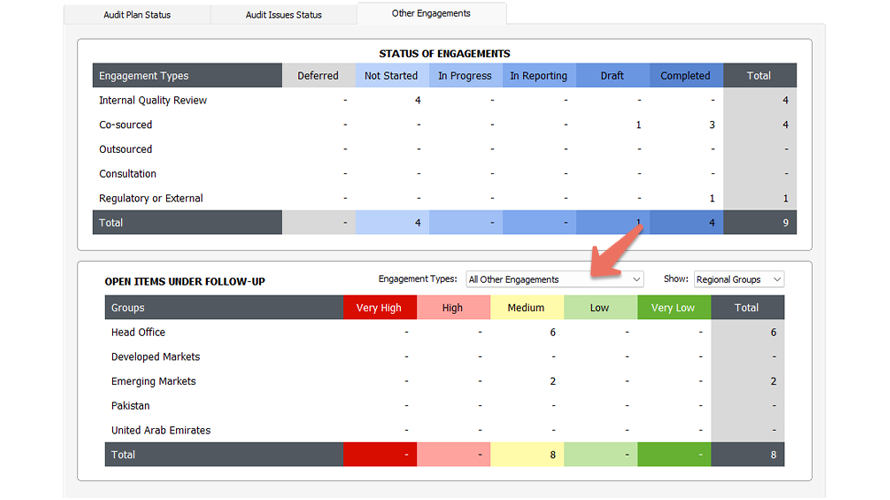 Audit Plan Status Audit Issues Status Other Engagements
STATUS OF ENGAGEMENTS
Engagement Types Deferred Not Started In Progress In Reporting Draft Completed Total
Internal Quality Review - 4 - - - - 4
Co-sourced - - - - 1 3 4
Outsourced - - - - - - -
Consultation - - - - - - -
Regulatory or External - - - - - 1 1
Total - 4 - - 1 4 9
OPEN ITEMS UNDER FOLLOW-UP Engagement Types: All Other Engagements Show: Regional Groups
Groups Very High High Medium Low Very Low Total
Head Office - - 6 - - 6
Developed Markets - - - - - -
Emerging Markets - - 2 - - 2
Pakistan - - - - - -
United Arab Emirates - - - - - -
Total - - 8 - - 8